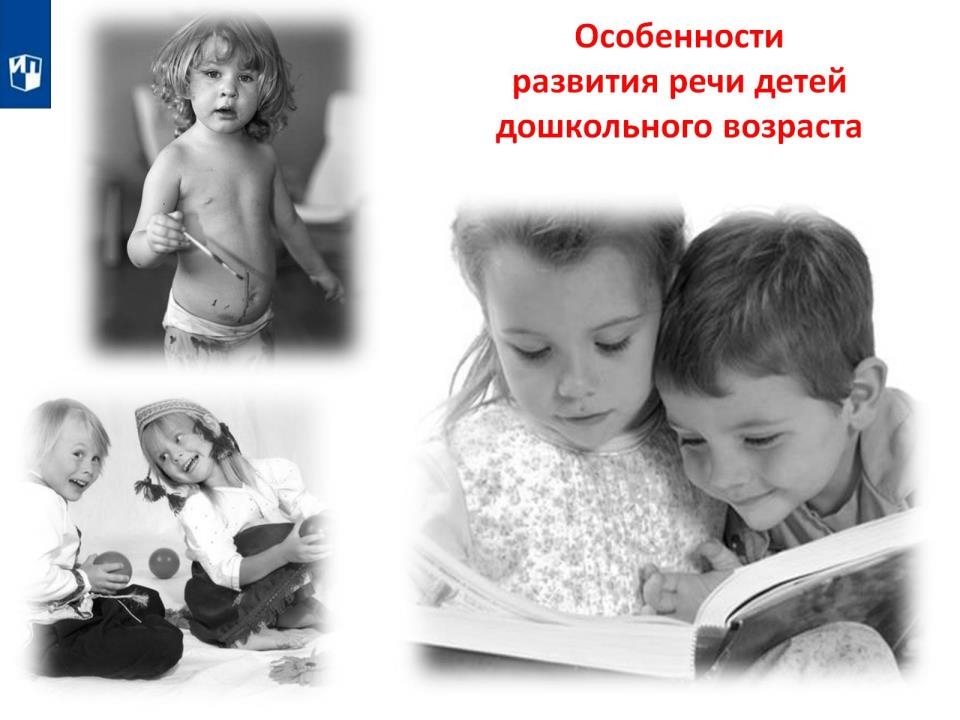 Особенности
развития речи детей
дошкольного возраста